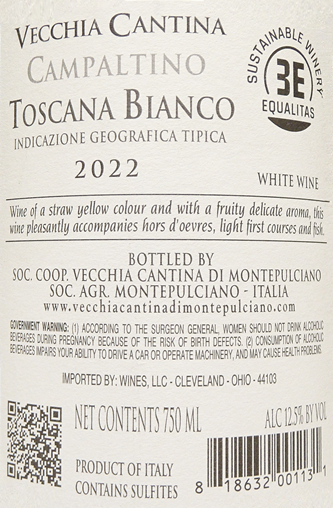 VECCHIA CANTINA
CAMPALTINO
TOSCANA BIANCO
INDICAZIONE GEOGRAFICA TIPICA
2022
SUSTAINABLE WINERY
3E
EQUALITAS
WHITE WINE
Wine of a straw yellow colour and with a fruity delicate aroma, this
wine pleasantly accompanies hors d'oevres, light first courses and fish.
BOTTLED BY
SOC. COOP. VECCHIA CANTINA DI MONTEPULCIANO
SOC. AGR. MONTEPULCIANO - ITALIA
www.vecchiacantinadimontepulciano.com
GOVERNMENT WARNING: (1) ACCORDING TO THE SURGEON GENERAL, WOMEN SHOULD NOT DRINK ALCOHOLIC
BEVERAGES DURING PREGNANCY BECAUSE OF THE RISK OF BIRTH DEFECTS. (2) CONSUMPTION OF ALCOHOLIC
BEVERAGES IMPAIRS YOUR ABILITY TO DRIVE A CAR OR OPERATE MACHINERY, AND MAY CAUSE HEALTH PROBLEMS.
IMPORTED BY: WINES, LLC - CLEVELAND - OHIO - 44103
NET CONTENTS 750 ML
ALC 12.5% BY VOL
PRODUCT OF ITALY
CONTAINS SULFITES
8 18632 00113 1